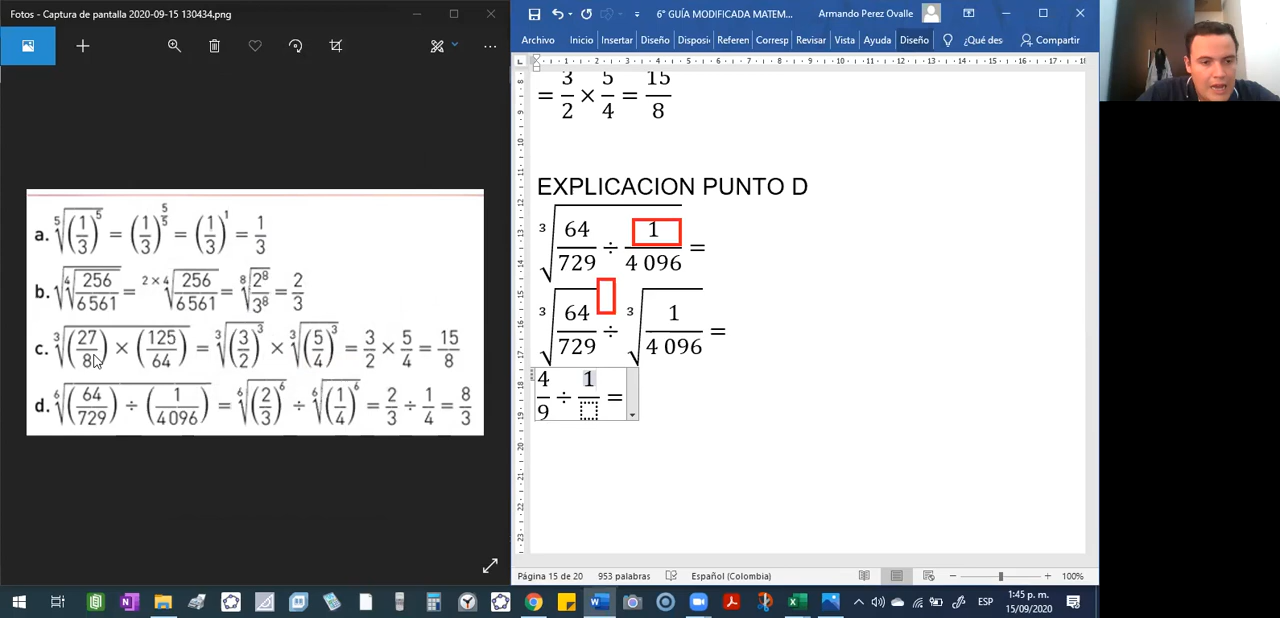 Fotos - Captura de pantalla 2020-09-15 130434.png
a. ⁵√(1/3)⁵ = (1/3)^(5/5) = (1/3)¹ = 1/3
b. √⁴√(256/6 561) = ²ˣ⁴√(256/6 561) = ⁸√(2⁸/3⁸) = 2/3
c. ³√((27/8) × (125/64)) = ³√(3/2)³ × ³√(5/4)³ = 3/2 × 5/4 = 15/8
d. ⁶√((64/729) ÷ (1/4 096)) = ⁶√(2/3)⁶ ÷ ⁶√(1/4)⁶ = 2/3 ÷ 1/4 = 8/3
6° GUÍA MODIFICADA MATEM... Armando Perez Ovalle
Archivo Inicio Insertar Diseño Disposi Referen Corresp Revisar Vista Ayuda Diseño ¿Qué des Compartir
= 3/2 × 5/4 = 15/8
EXPLICACION PUNTO D
³√(64/729 ÷ 1/4 096) =
³√(64/729) ÷ ³√(1/4 096) =
4/9 ÷ 1/ =
Página 15 de 20 953 palabras Español (Colombia) 100%
ESP 1:45 p. m.
15/09/2020